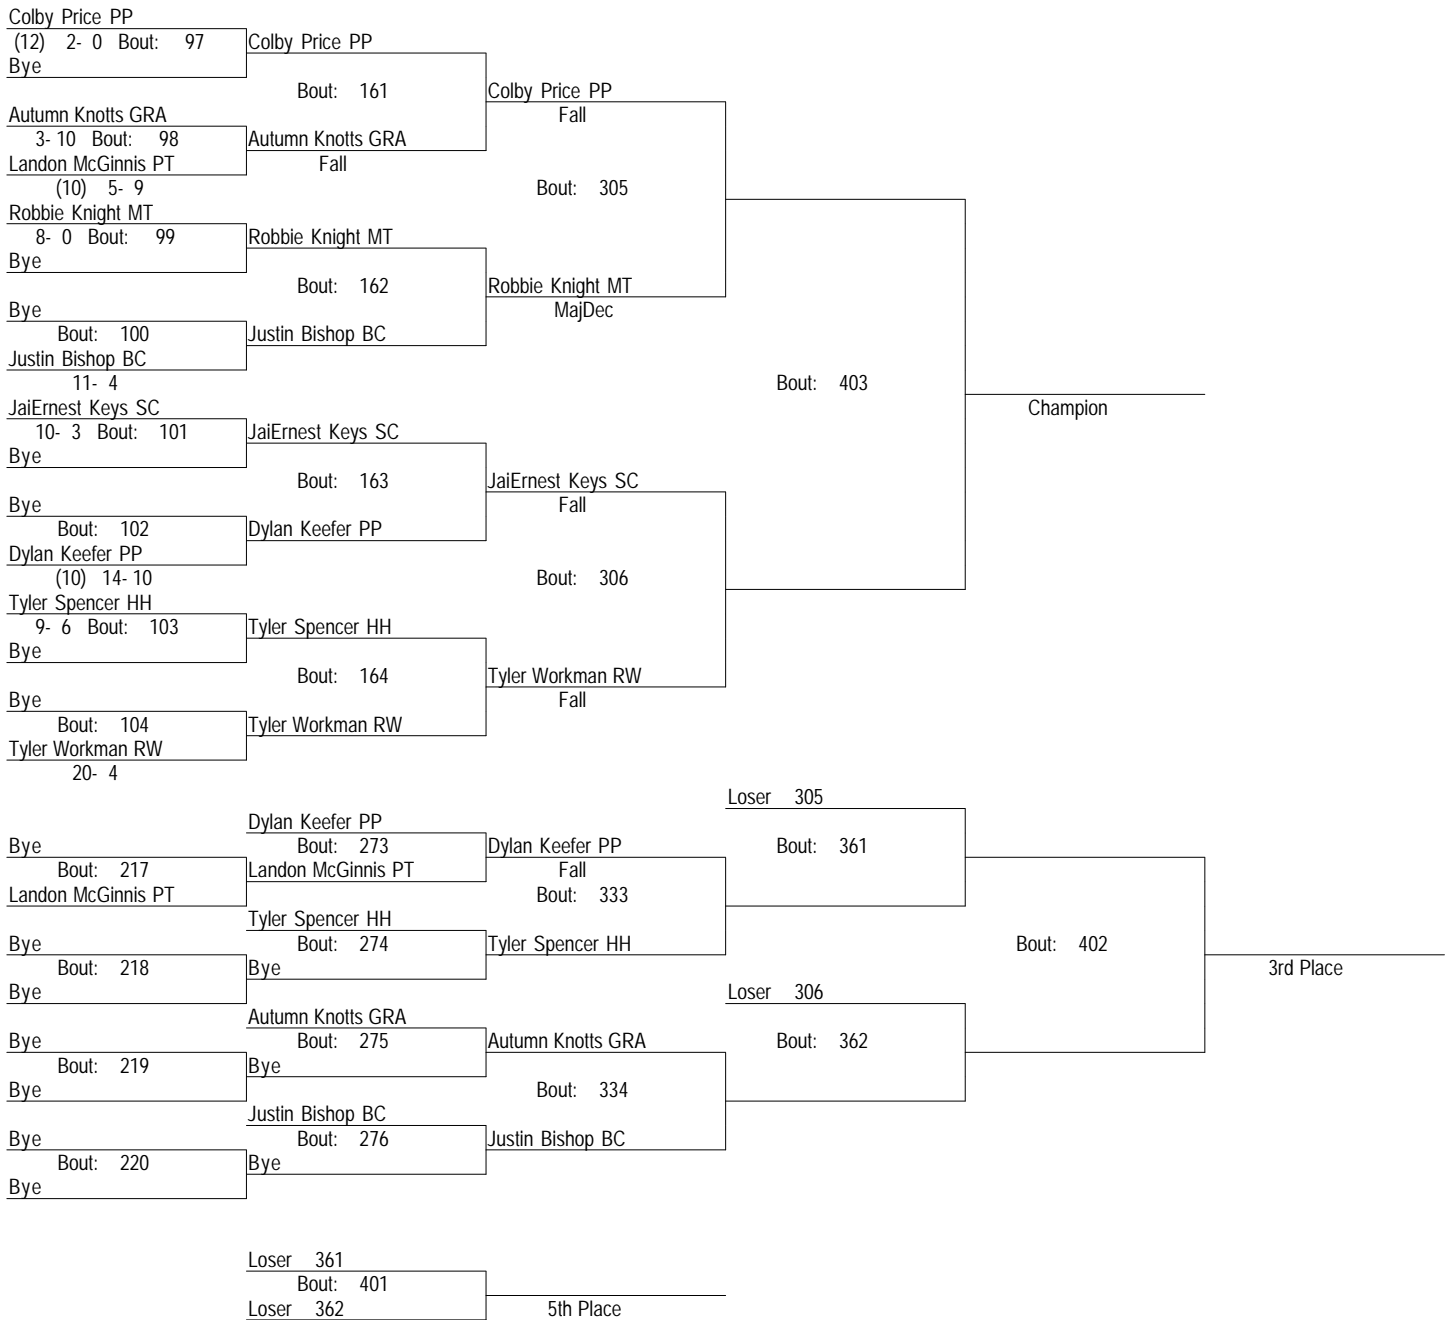 Colby Price PP
(12) 2- 0 Bout: 97
Bye
Colby Price PP
Bout: 161
Autumn Knotts GRA
3- 10 Bout: 98
Landon McGinnis PT
(10) 5- 9
Autumn Knotts GRA
Fall
Colby Price PP
Fall
Bout: 305
Robbie Knight MT
8- 0 Bout: 99
Bye
Robbie Knight MT
Bout: 162
Bye
Bout: 100
Justin Bishop BC
11- 4
Justin Bishop BC
Robbie Knight MT
MajDec
Bout: 403
Champion
JaiErnest Keys SC
10- 3 Bout: 101
Bye
JaiErnest Keys SC
Bout: 163
Bye
Bout: 102
Dylan Keefer PP
(10) 14- 10
Dylan Keefer PP
JaiErnest Keys SC
Fall
Bout: 306
Tyler Spencer HH
9- 6 Bout: 103
Bye
Tyler Spencer HH
Bout: 164
Bye
Bout: 104
Tyler Workman RW
20- 4
Tyler Workman RW
Tyler Workman RW
Fall
Bye
Bout: 217
Landon McGinnis PT
Dylan Keefer PP
Bout: 273
Landon McGinnis PT
Dylan Keefer PP
Fall
Bout: 333
Bye
Bout: 218
Bye
Tyler Spencer HH
Bout: 274
Bye
Tyler Spencer HH
Loser 305
Bout: 361
Bye
Bout: 219
Bye
Autumn Knotts GRA
Bout: 275
Bye
Autumn Knotts GRA
Bout: 334
Bye
Bout: 220
Bye
Justin Bishop BC
Bout: 276
Bye
Justin Bishop BC
Loser 306
Bout: 362
Bout: 402
3rd Place
Loser 361
Bout: 401
Loser 362
5th Place